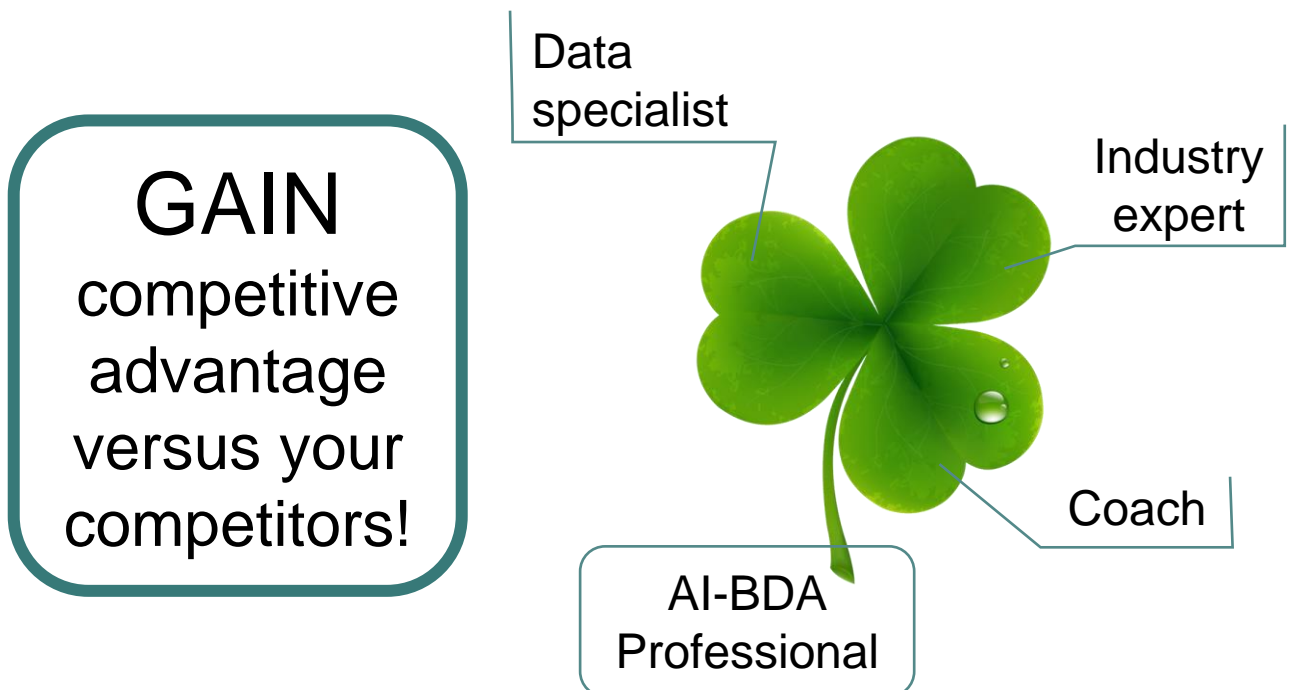 GAIN
competitive
advantage
versus your
competitors!
Data
specialist
Industry
expert
Coach
AI-BDA
Professional